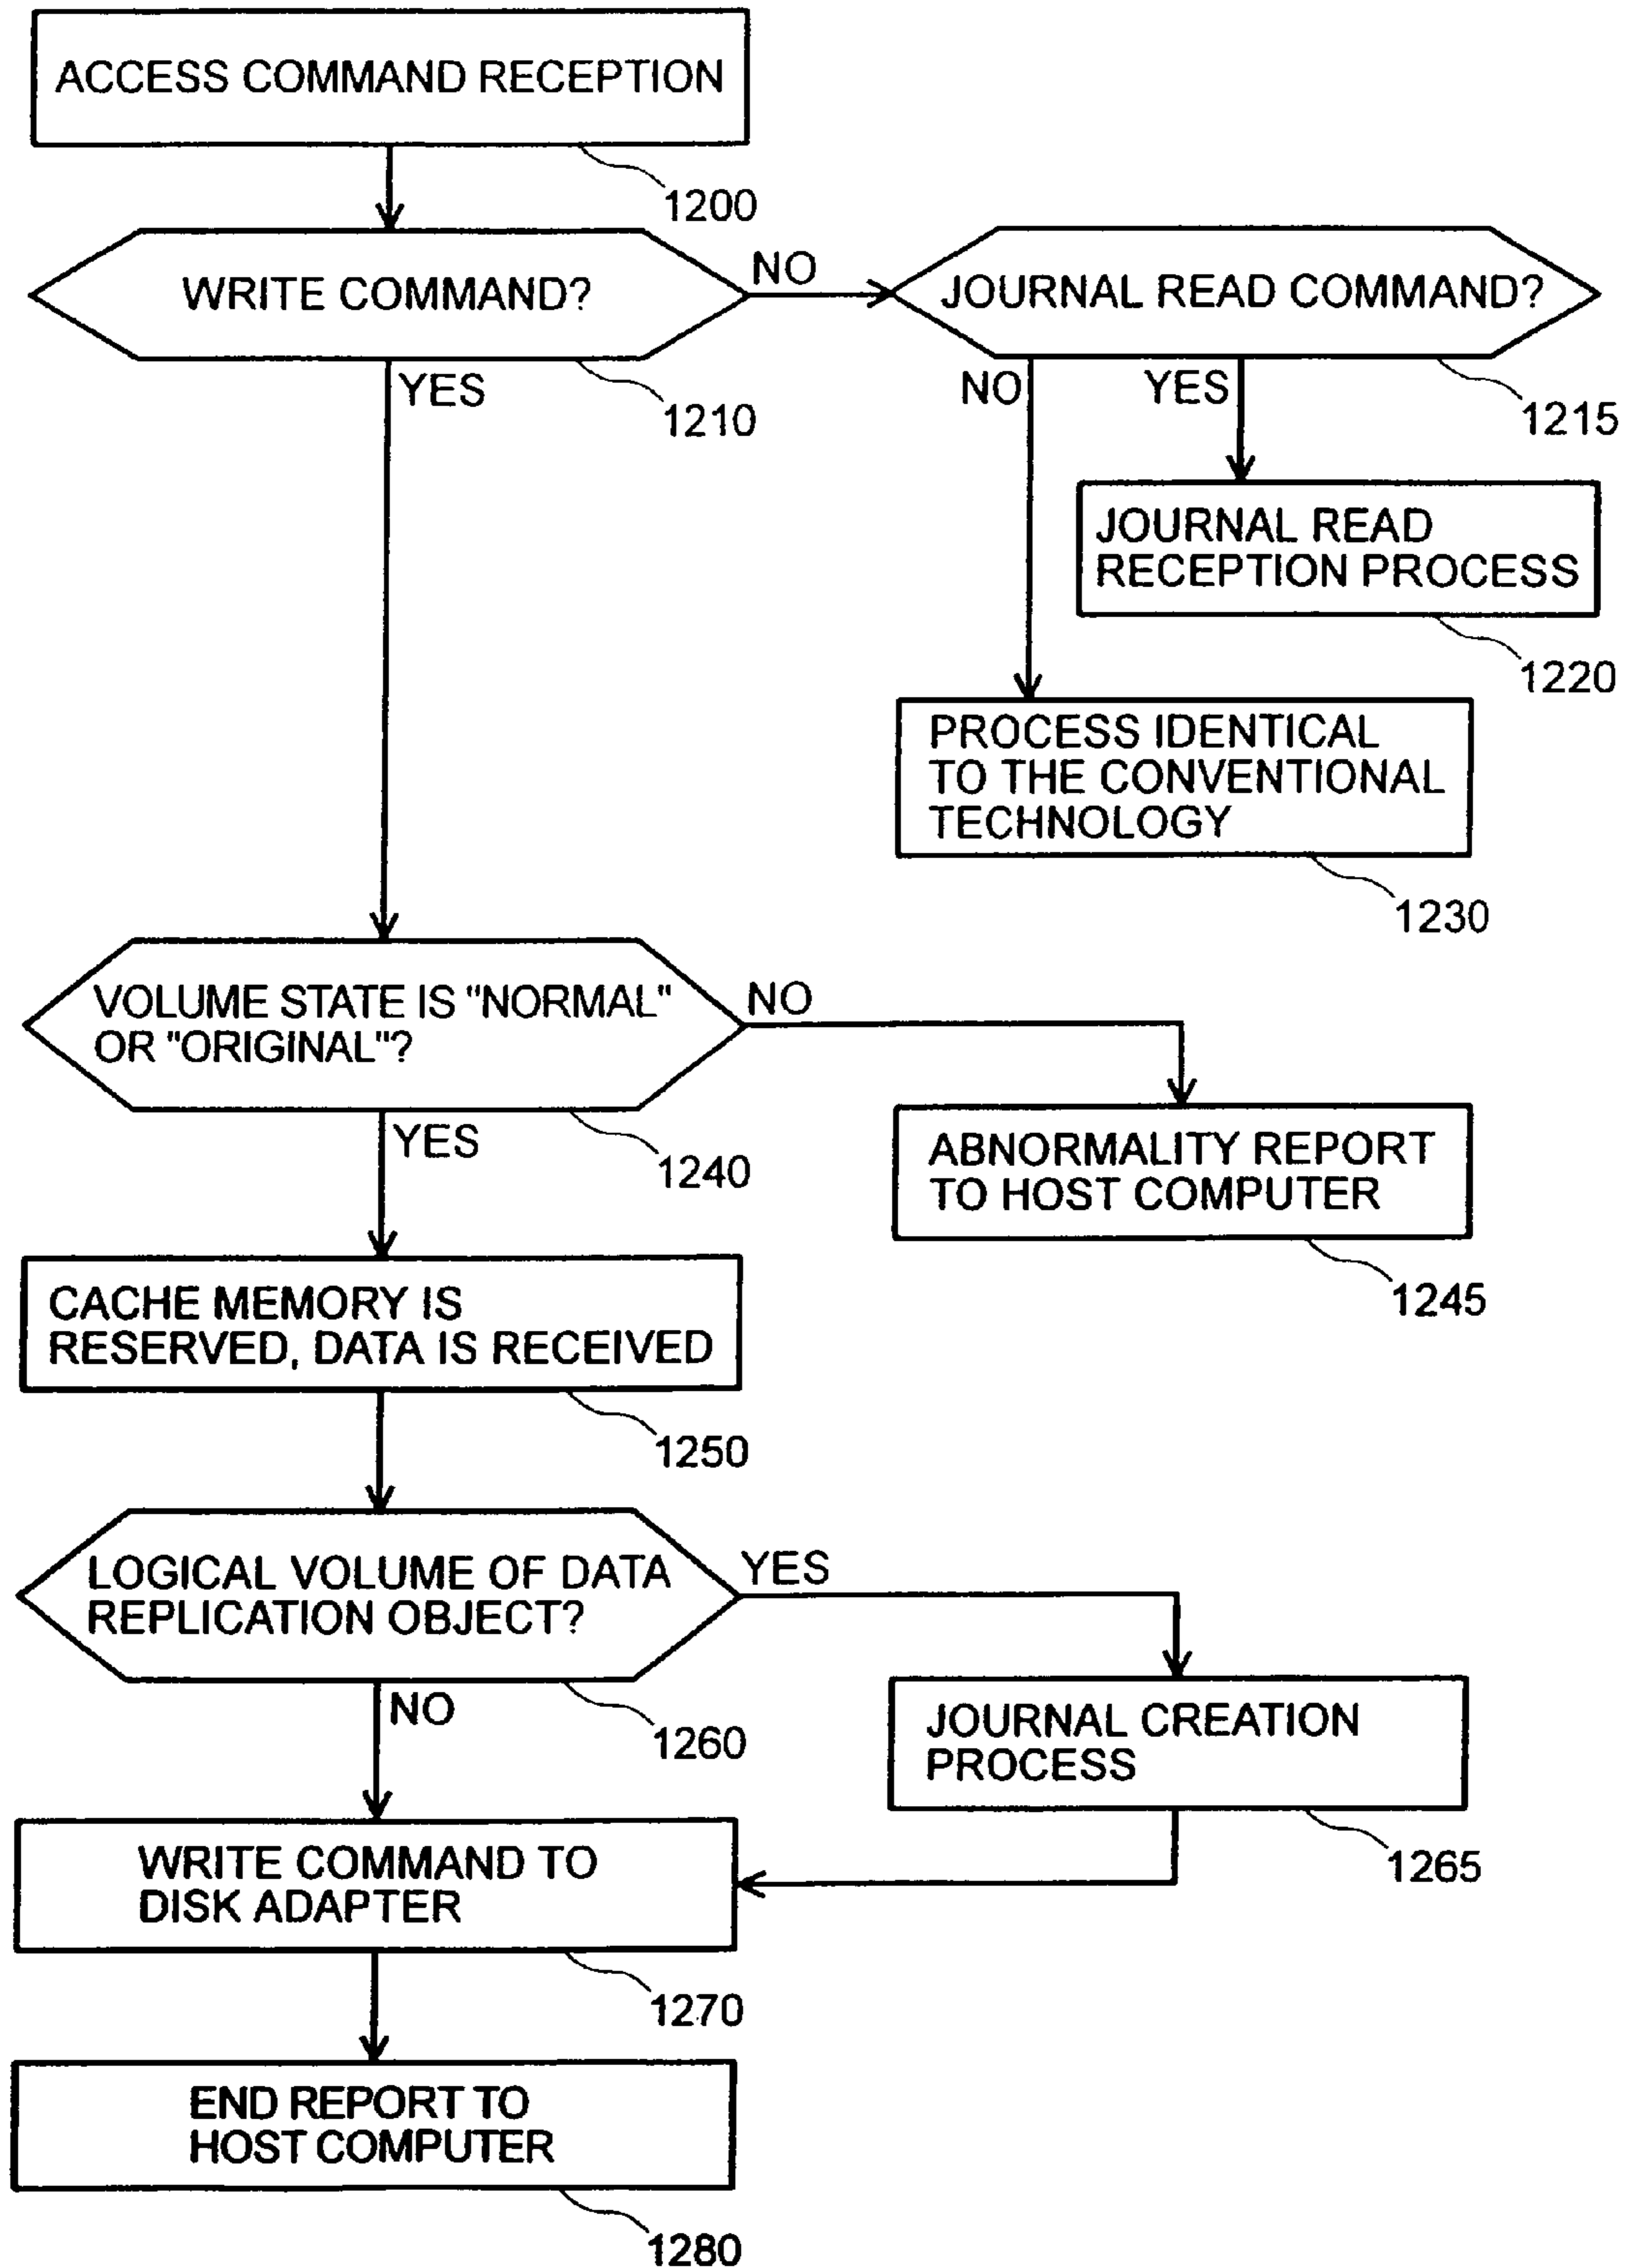 ACCESS COMMAND RECEPTION
1200
WRITE COMMAND?
NO
YES
1210
JOURNAL READ COMMAND?
NO
YES
1215
JOURNAL READ
RECEPTION PROCESS
1220
PROCESS IDENTICAL
TO THE CONVENTIONAL
TECHNOLOGY
1230
VOLUME STATE IS "NORMAL"
OR "ORIGINAL"?
NO
YES
1240
ABNORMALITY REPORT
TO HOST COMPUTER
1245
CACHE MEMORY IS
RESERVED, DATA IS RECEIVED
1250
LOGICAL VOLUME OF DATA
REPLICATION OBJECT?
YES
NO
1260
JOURNAL CREATION
PROCESS
1265
WRITE COMMAND TO
DISK ADAPTER
1270
END REPORT TO
HOST COMPUTER
1280